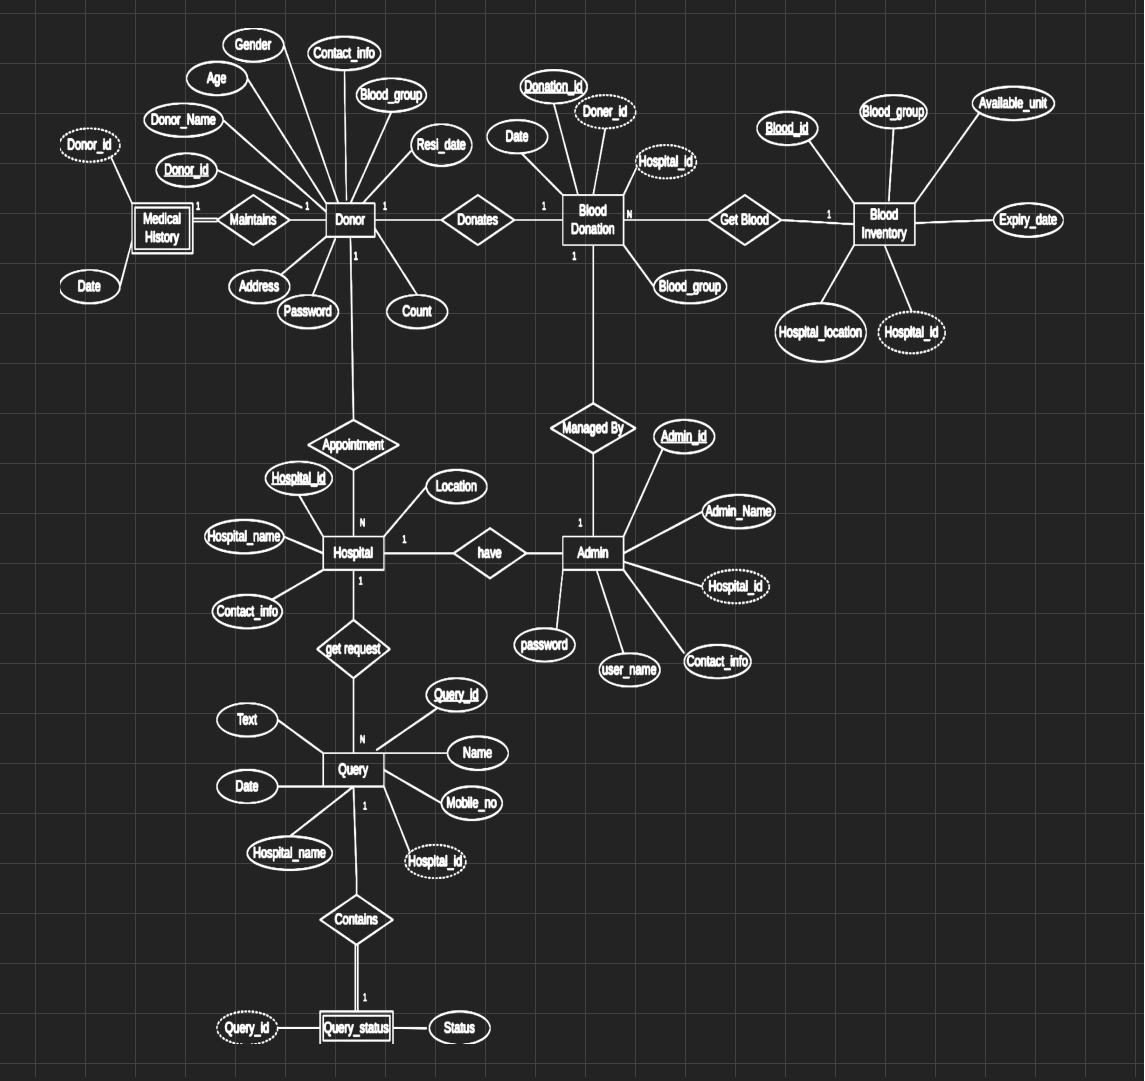 Gender
Contact_info
Age
Blood_group
Donor_Name
Resi_date
Donor_id
Donor_id
Medical
History
1
Maintains
1
Donor
1
1
Date
Address
Password
Count
Donates
Donation_id
Doner_id
Date
Hospital_id
1
Blood
Donation
N
1
Blood_group
Get Blood
Blood_id
Blood_group
Available_unit
1
Blood
Inventory
Expiry_date
Hospital_location
Hospital_id
Appointment
Managed By
Admin_id
Hospital_id
Location
N
1
Hospital_name
Hospital
1
Contact_info
have
1
Admin
Admin_Name
Hospital_id
password
user_name
Contact_info
get request
Query_id
Text
N
Name
Query
Date
1
Mobile_no
Hospital_name
Hospital_id
Contains
1
Query_id
Query_status
Status